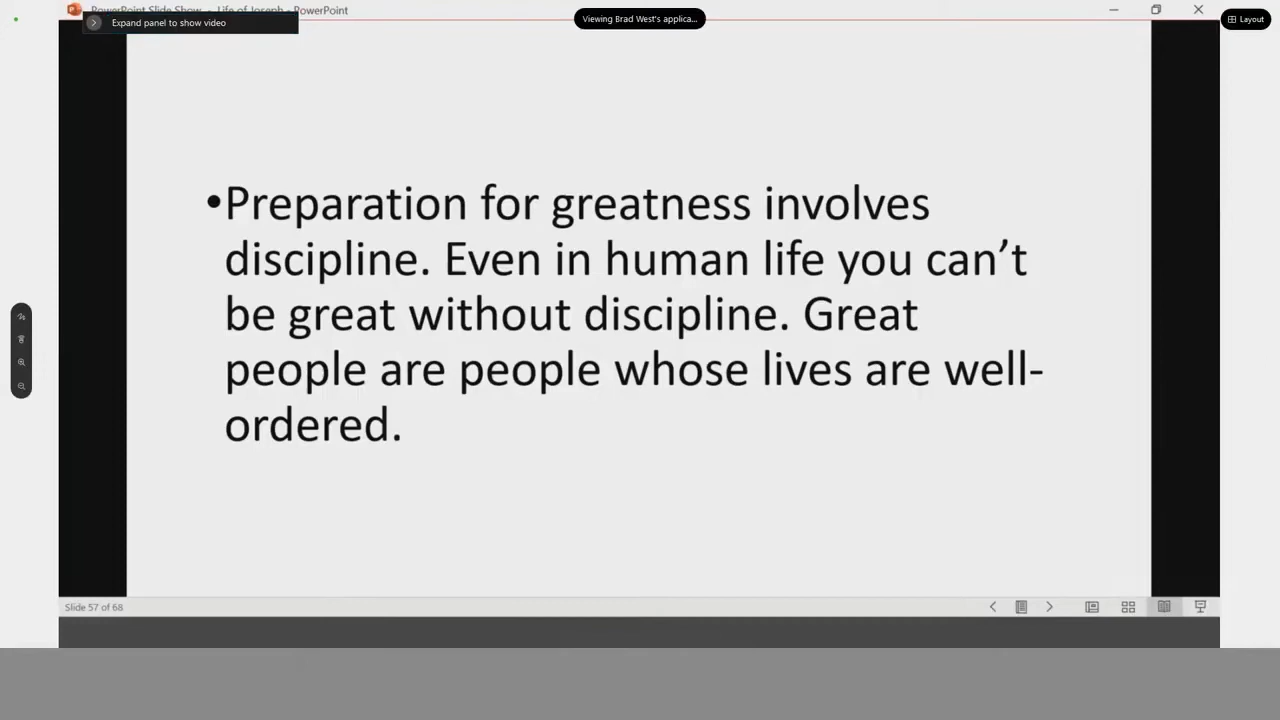 PowerPoint Slide Show - Life of Joseph - PowerPoint
Expand panel to show video
Viewing Brad West's applica...
Layout
•Preparation for greatness involves
discipline. Even in human life you can’t
be great without discipline. Great
people are people whose lives are well-
ordered.
Slide 57 of 68